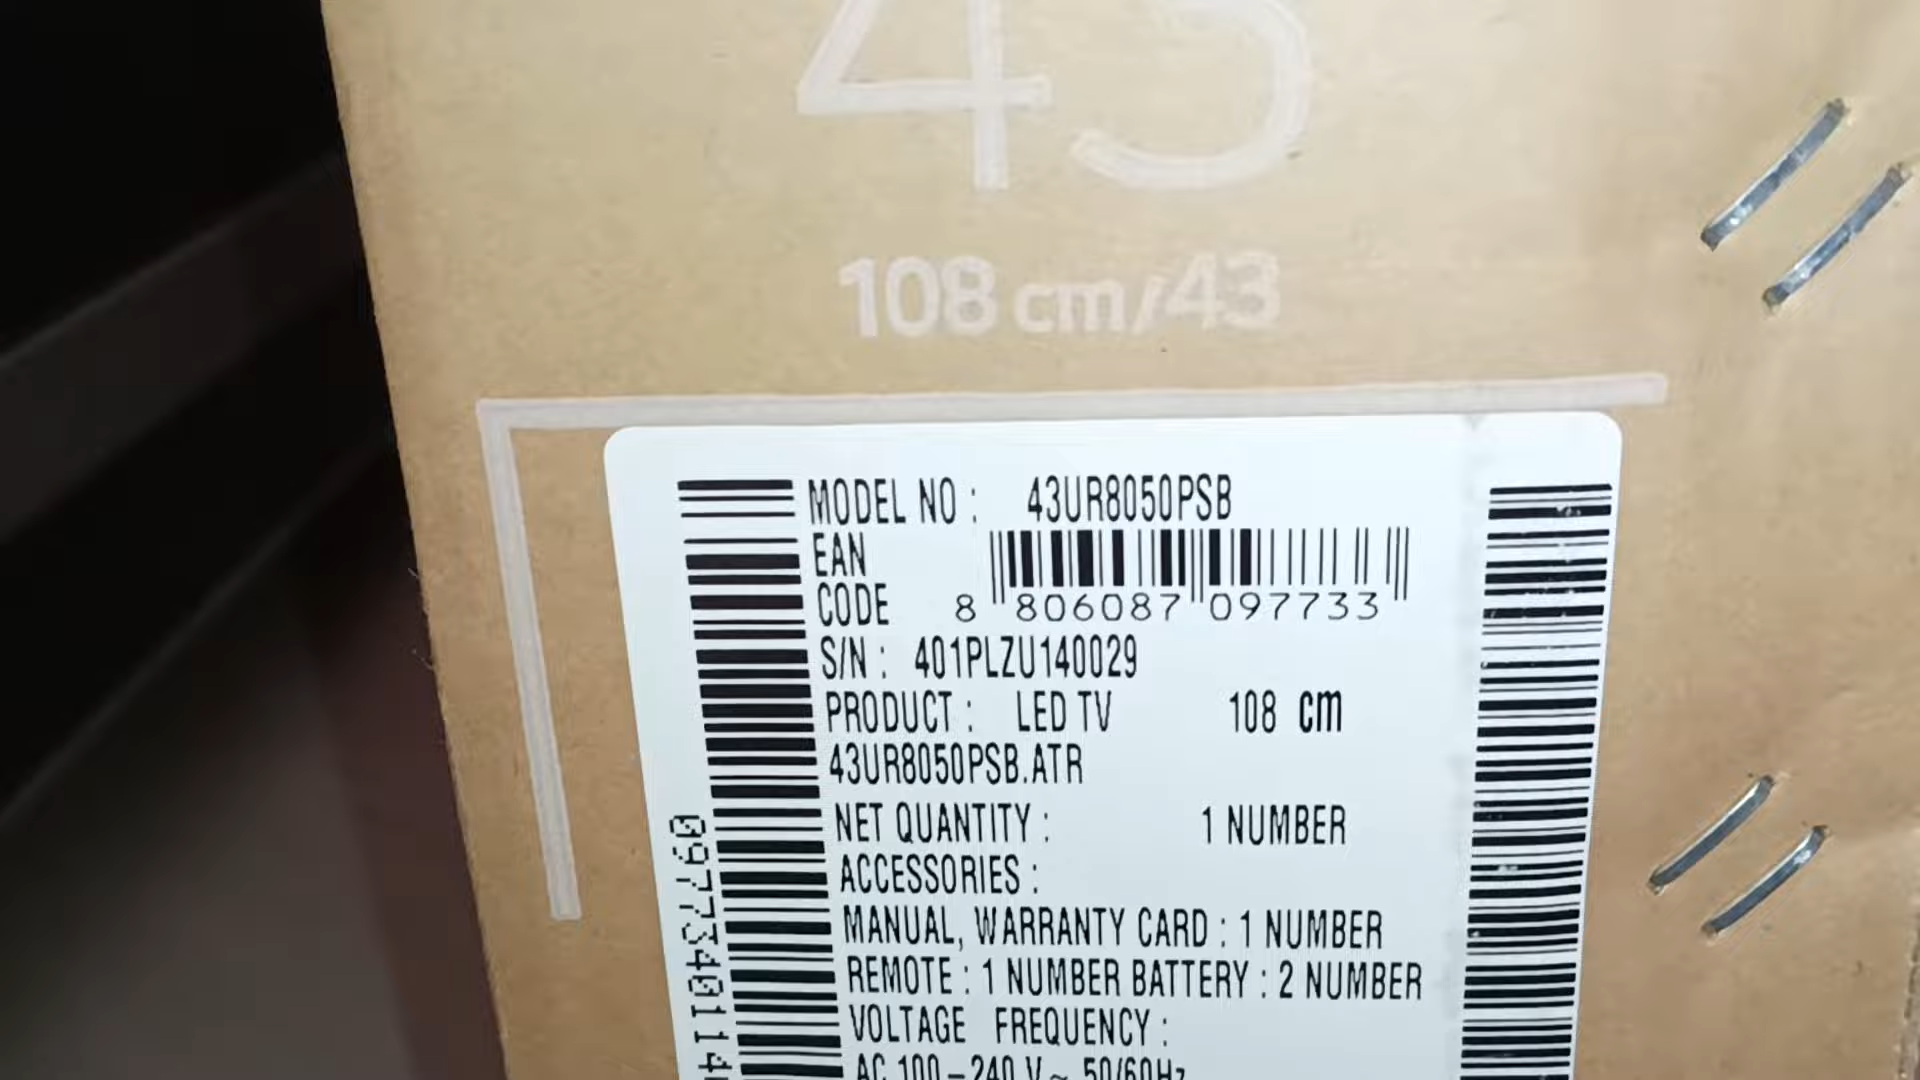 43
108 cm/43
MODEL NO : 43UR8050PSB
EAN
CODE 8 806087 097733
S/N : 401PLZU140029
PRODUCT : LED TV 108 cm
43UR8050PSB.ATR
NET QUANTITY : 1 NUMBER
ACCESSORIES :
MANUAL, WARRANTY CARD : 1 NUMBER
REMOTE : 1 NUMBER BATTERY : 2 NUMBER
VOLTAGE FREQUENCY :
AC 100-240 V ~ 50/60Hz